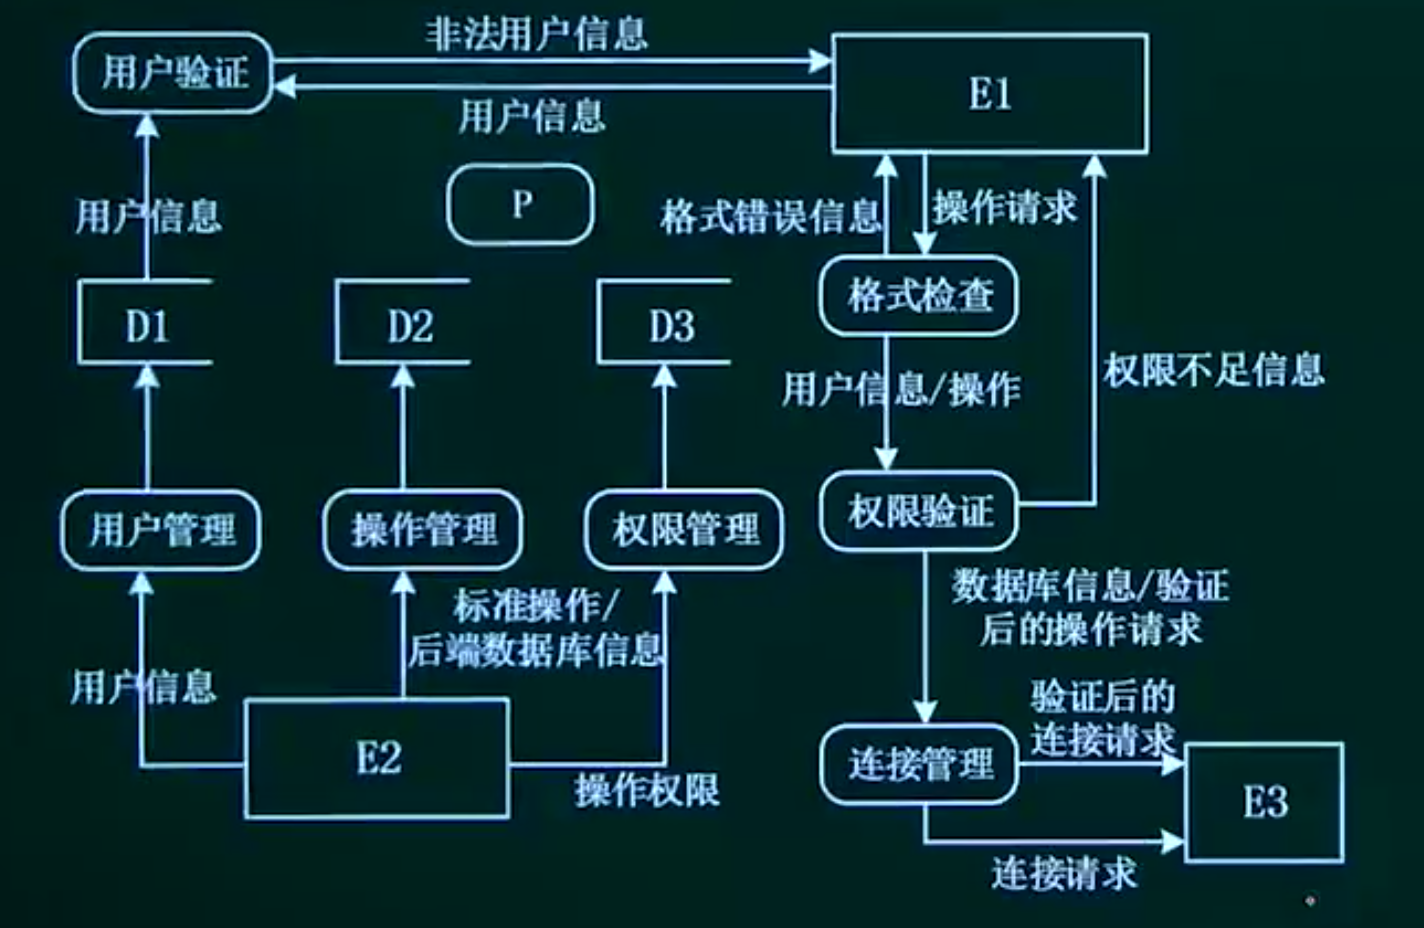 非法用户信息
用户验证
E1
用户信息
P
用户信息
格式错误信息
操作请求
格式检查
D1
D2
D3
用户信息/操作
权限不足信息
用户管理
操作管理
权限管理
权限验证
标准操作/
后端数据库信息
数据库信息/验证
后的操作请求
用户信息
验证后的
连接请求
E2
操作权限
连接管理
E3
连接请求